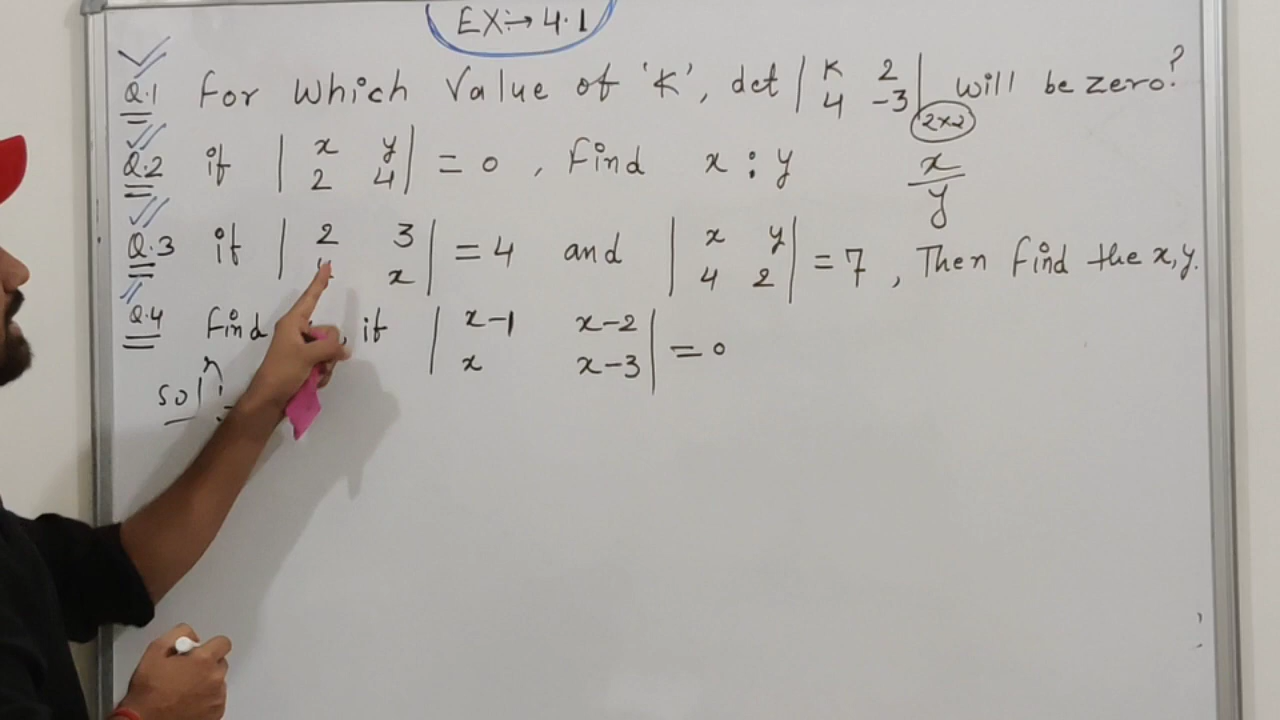 EX:→ 4.1
Q.1 For which value of 'K', det | K 2 | will be zero?
4 -3
2×2
Q.2 if | x y | = 0 , Find x : y
2 4
x
y
Q.3 if | 2 3 | = 4 and | x y | = 7 , Then find the x, y.
x 4 2
Q.4 Find , if | x-1 x-2 | = 0
x x-3
Solⁿ